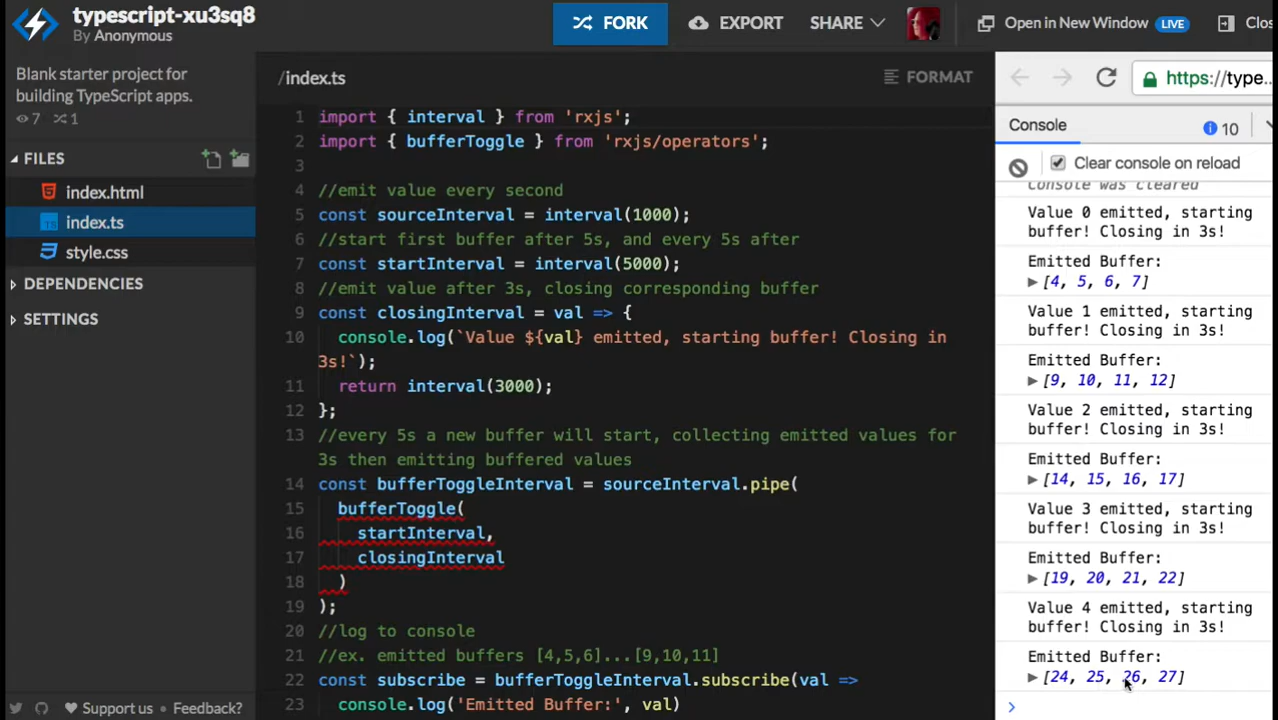 typescript-xu3sq8
By Anonymous
FORK
EXPORT
SHARE
Open in New Window LIVE
Clos
Blank starter project for
building TypeScript apps.
7 1
FILES
index.html
index.ts
style.css
DEPENDENCIES
SETTINGS
Support us
Feedback?
/index.ts
FORMAT
1 import { interval } from 'rxjs';
2 import { bufferToggle } from 'rxjs/operators';
3
4 //emit value every second
5 const sourceInterval = interval(1000);
6 //start first buffer after 5s, and every 5s after
7 const startInterval = interval(5000);
8 //emit value after 3s, closing corresponding buffer
9 const closingInterval = val => {
10 console.log(`Value ${val} emitted, starting buffer! Closing in
3s!`);
11 return interval(3000);
12 };
13 //every 5s a new buffer will start, collecting emitted values for
3s then emitting buffered values
14 const bufferToggleInterval = sourceInterval.pipe(
15 bufferToggle(
16 startInterval,
17 closingInterval
18 )
19 );
20 //log to console
21 //ex. emitted buffers [4,5,6]...[9,10,11]
22 const subscribe = bufferToggleInterval.subscribe(val =>
23 console.log('Emitted Buffer:', val)
https://type...
Console
10
Clear console on reload
Console was cleared
Value 0 emitted, starting
buffer! Closing in 3s!
Emitted Buffer:
[4, 5, 6, 7]
Value 1 emitted, starting
buffer! Closing in 3s!
Emitted Buffer:
[9, 10, 11, 12]
Value 2 emitted, starting
buffer! Closing in 3s!
Emitted Buffer:
[14, 15, 16, 17]
Value 3 emitted, starting
buffer! Closing in 3s!
Emitted Buffer:
[19, 20, 21, 22]
Value 4 emitted, starting
buffer! Closing in 3s!
Emitted Buffer:
[24, 25, 26, 27]